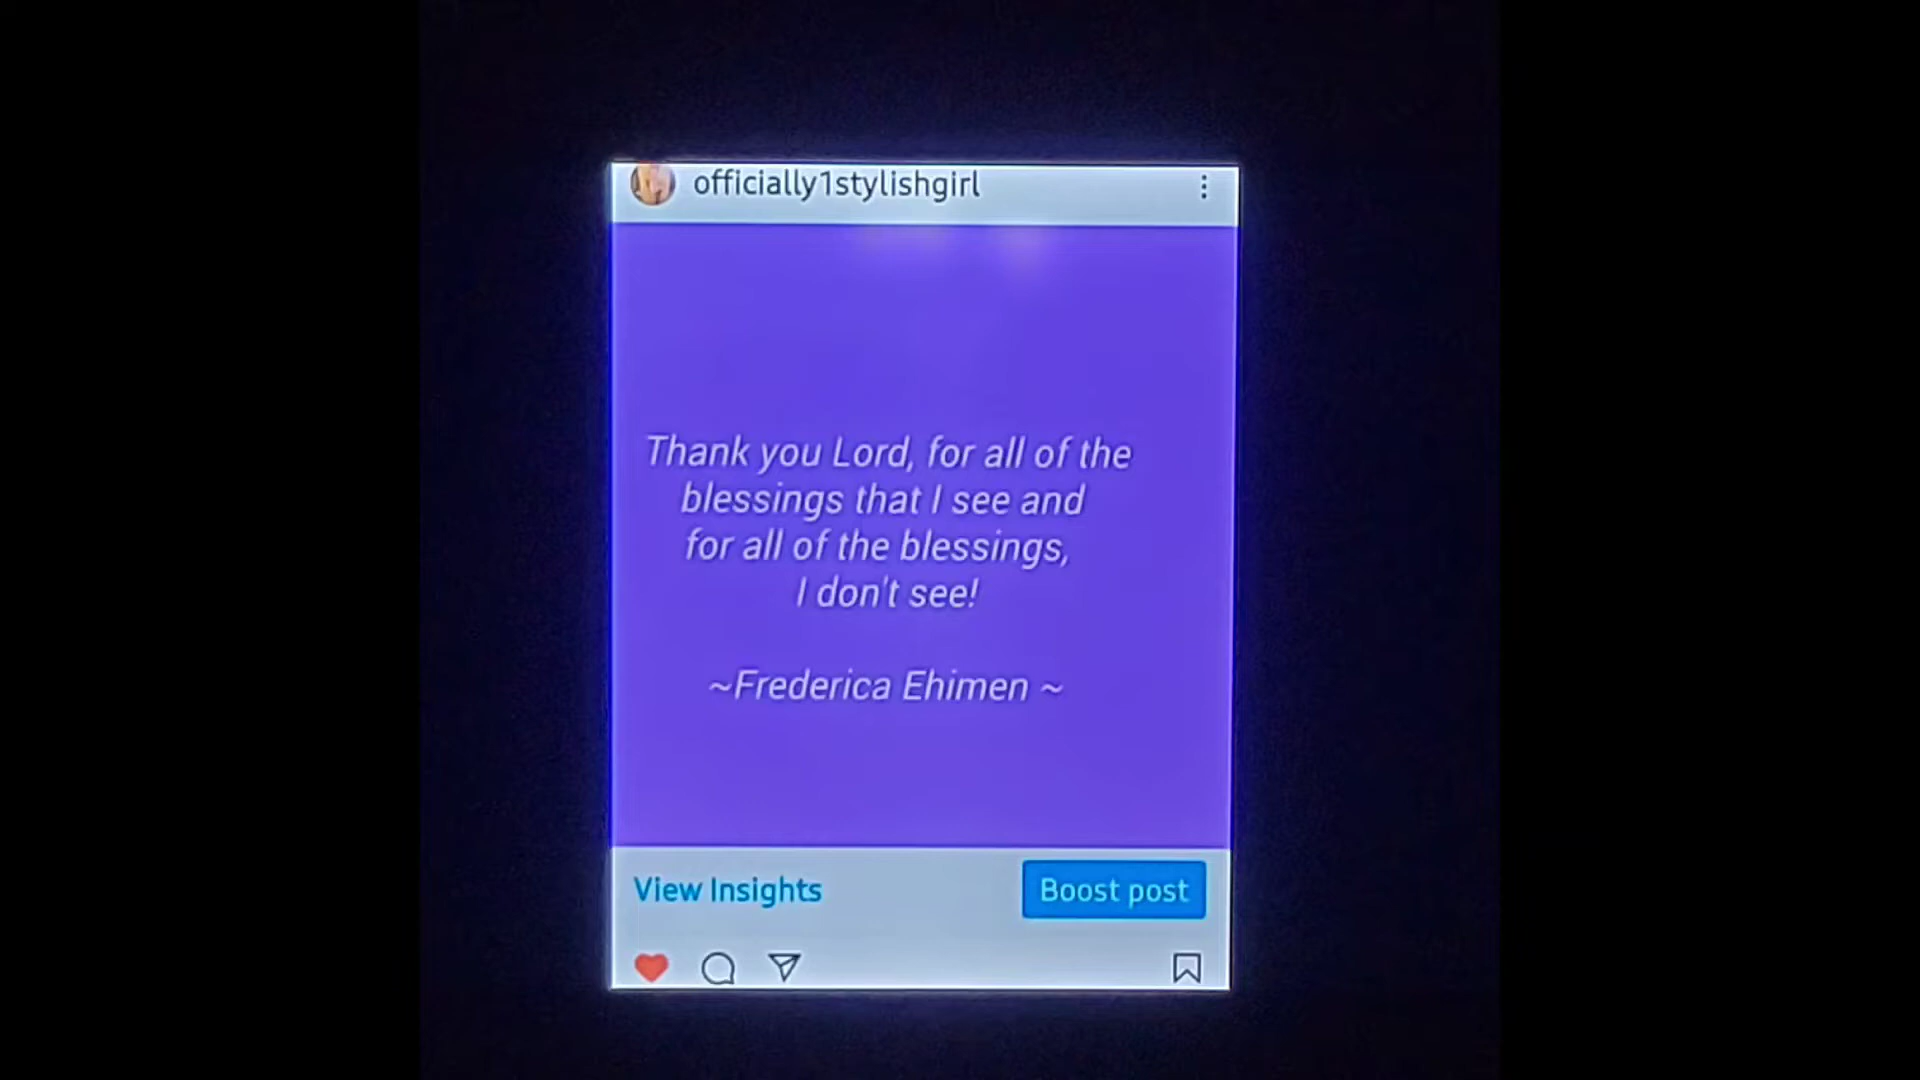 officially1stylishgirl
Thank you Lord, for all of the
blessings that I see and
for all of the blessings,
I don't see!
~Frederica Ehimen ~
View Insights
Boost post